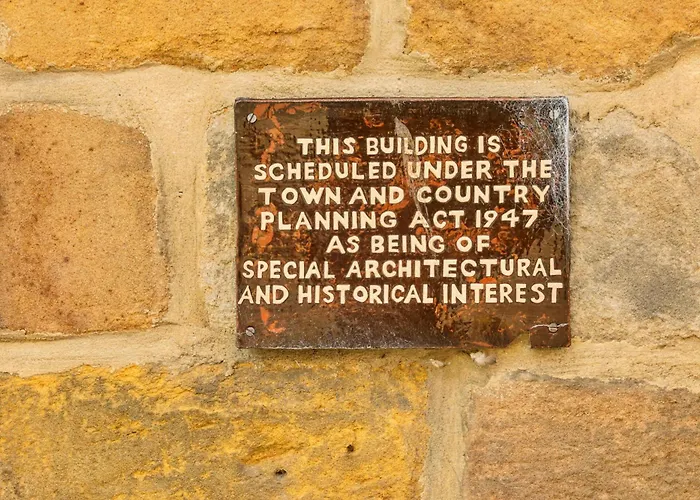 THIS BUILDING IS
SCHEDULED UNDER THE
TOWN AND COUNTRY
PLANNING ACT 1947
AS BEING OF
SPECIAL ARCHITECTURAL
AND HISTORICAL INTEREST